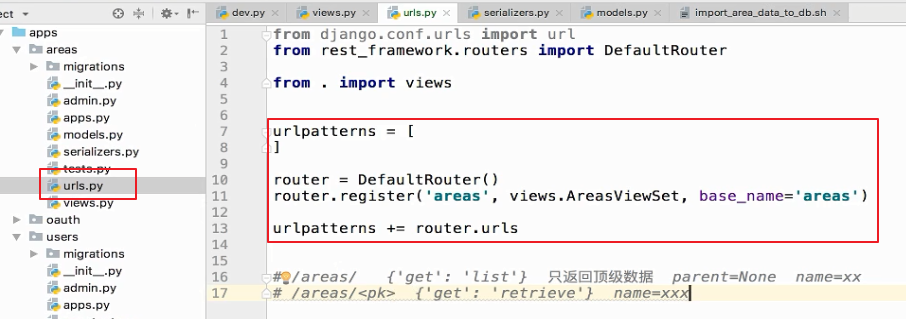 ect
dev.py
views.py
urls.py
serializers.py
models.py
import_area_data_to_db.sh
apps
areas
migrations
__init__.py
admin.py
apps.py
models.py
serializers.py
tests.py
urls.py
views.py
oauth
users
migrations
__init__.py
admin.py
apps.py
1 from django.conf.urls import url
2 from rest_framework.routers import DefaultRouter
3
4 from . import views
5
6
7 urlpatterns = [
8 ]
9
10 router = DefaultRouter()
11 router.register('areas', views.AreasViewSet, base_name='areas')
12
13 urlpatterns += router.urls
14
15
16 # /areas/ {'get': 'list'} 只返回顶级数据 parent=None name=xx
17 # /areas/<pk> {'get': 'retrieve'} name=xxx